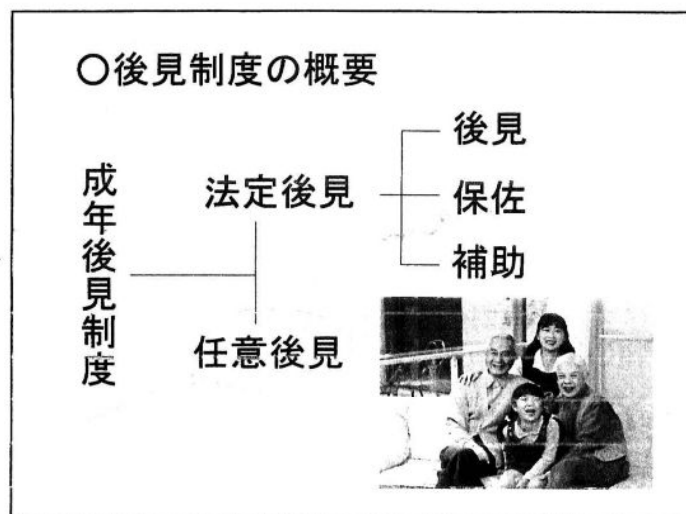 〇後見制度の概要
成年後見制度
法定後見
任意後見
後見
保佐
補助